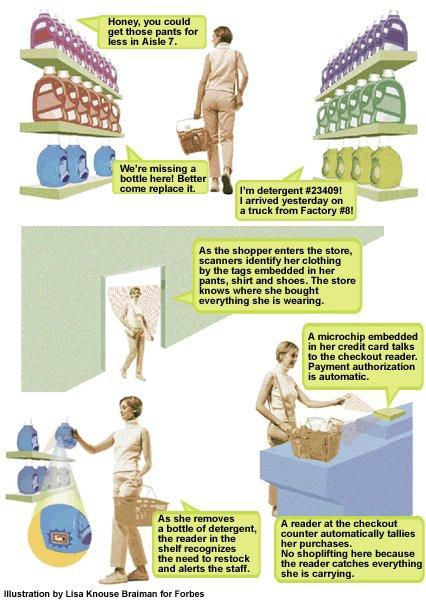 Honey, you could
get those pants for
less in Aisle 7.
We're missing a
bottle here! Better
come replace it.
I'm detergent #23409!
I arrived yesterday on
a truck from Factory #8!
As the shopper enters the store,
scanners identify her clothing
by the tags embedded in her
pants, shirt and shoes. The store
knows where she bought
everything she is wearing.
A microchip embedded
in her credit card talks
to the checkout reader.
Payment authorization
is automatic.
As she removes
a bottle of detergent,
the reader in the
shelf recognizes
the need to restock
and alerts the staff.
A reader at the checkout
counter automatically tallies
her purchases.
No shoplifting here because
the reader catches everything
she is carrying.
Illustration by Lisa Knouse Braiman for Forbes